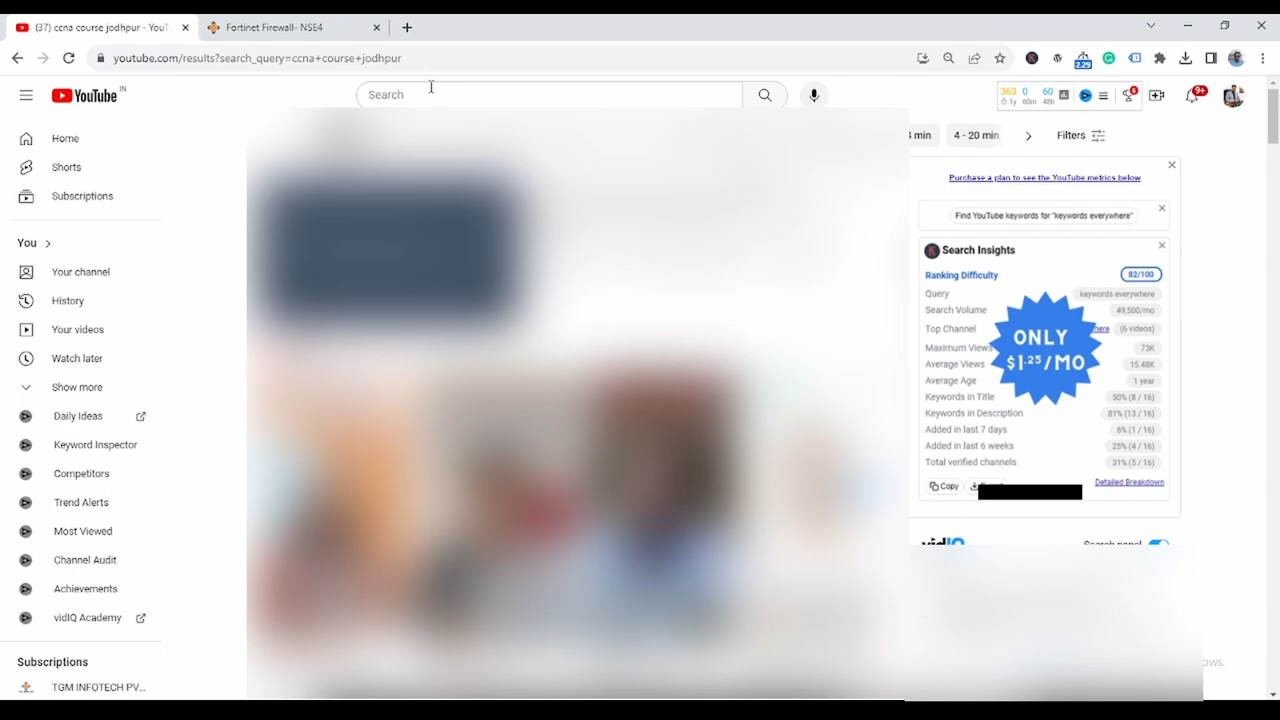 (37) ccna course jodhpur - YouT
Fortinet Firewall- NSE4
youtube.com/results?search_query=ccna+course+jodhpur
2.29
YouTube IN
Search
363 0 60
1y 60m 48h
6
9+
Home
Shorts
Subscriptions
You
Your channel
History
Your videos
Watch later
Show more
Daily Ideas
Keyword Inspector
Competitors
Trend Alerts
Most Viewed
Channel Audit
Achievements
vidIQ Academy
Subscriptions
TGM INFOTECH PV...
min
4 - 20 min
Filters
Purchase a plan to see the YouTube metrics below
Find YouTube keywords for "keywords everywhere"
Search Insights
Ranking Difficulty 82/100
Query keywords everywhere
Search Volume 49,500/mo
Top Channel here (6 videos)
Maximum Views 73K
Average Views 15.48K
Average Age 1 year
Keywords in Title 50% (8 / 16)
Keywords in Description 81% (13 / 16)
Added in last 7 days 6% (1 / 16)
Added in last 6 weeks 25% (4 / 16)
Total verified channels 31% (5 / 16)
ONLY
$1.25/MO
Copy
Detailed Breakdown
vidIQ
Search panel
ows.